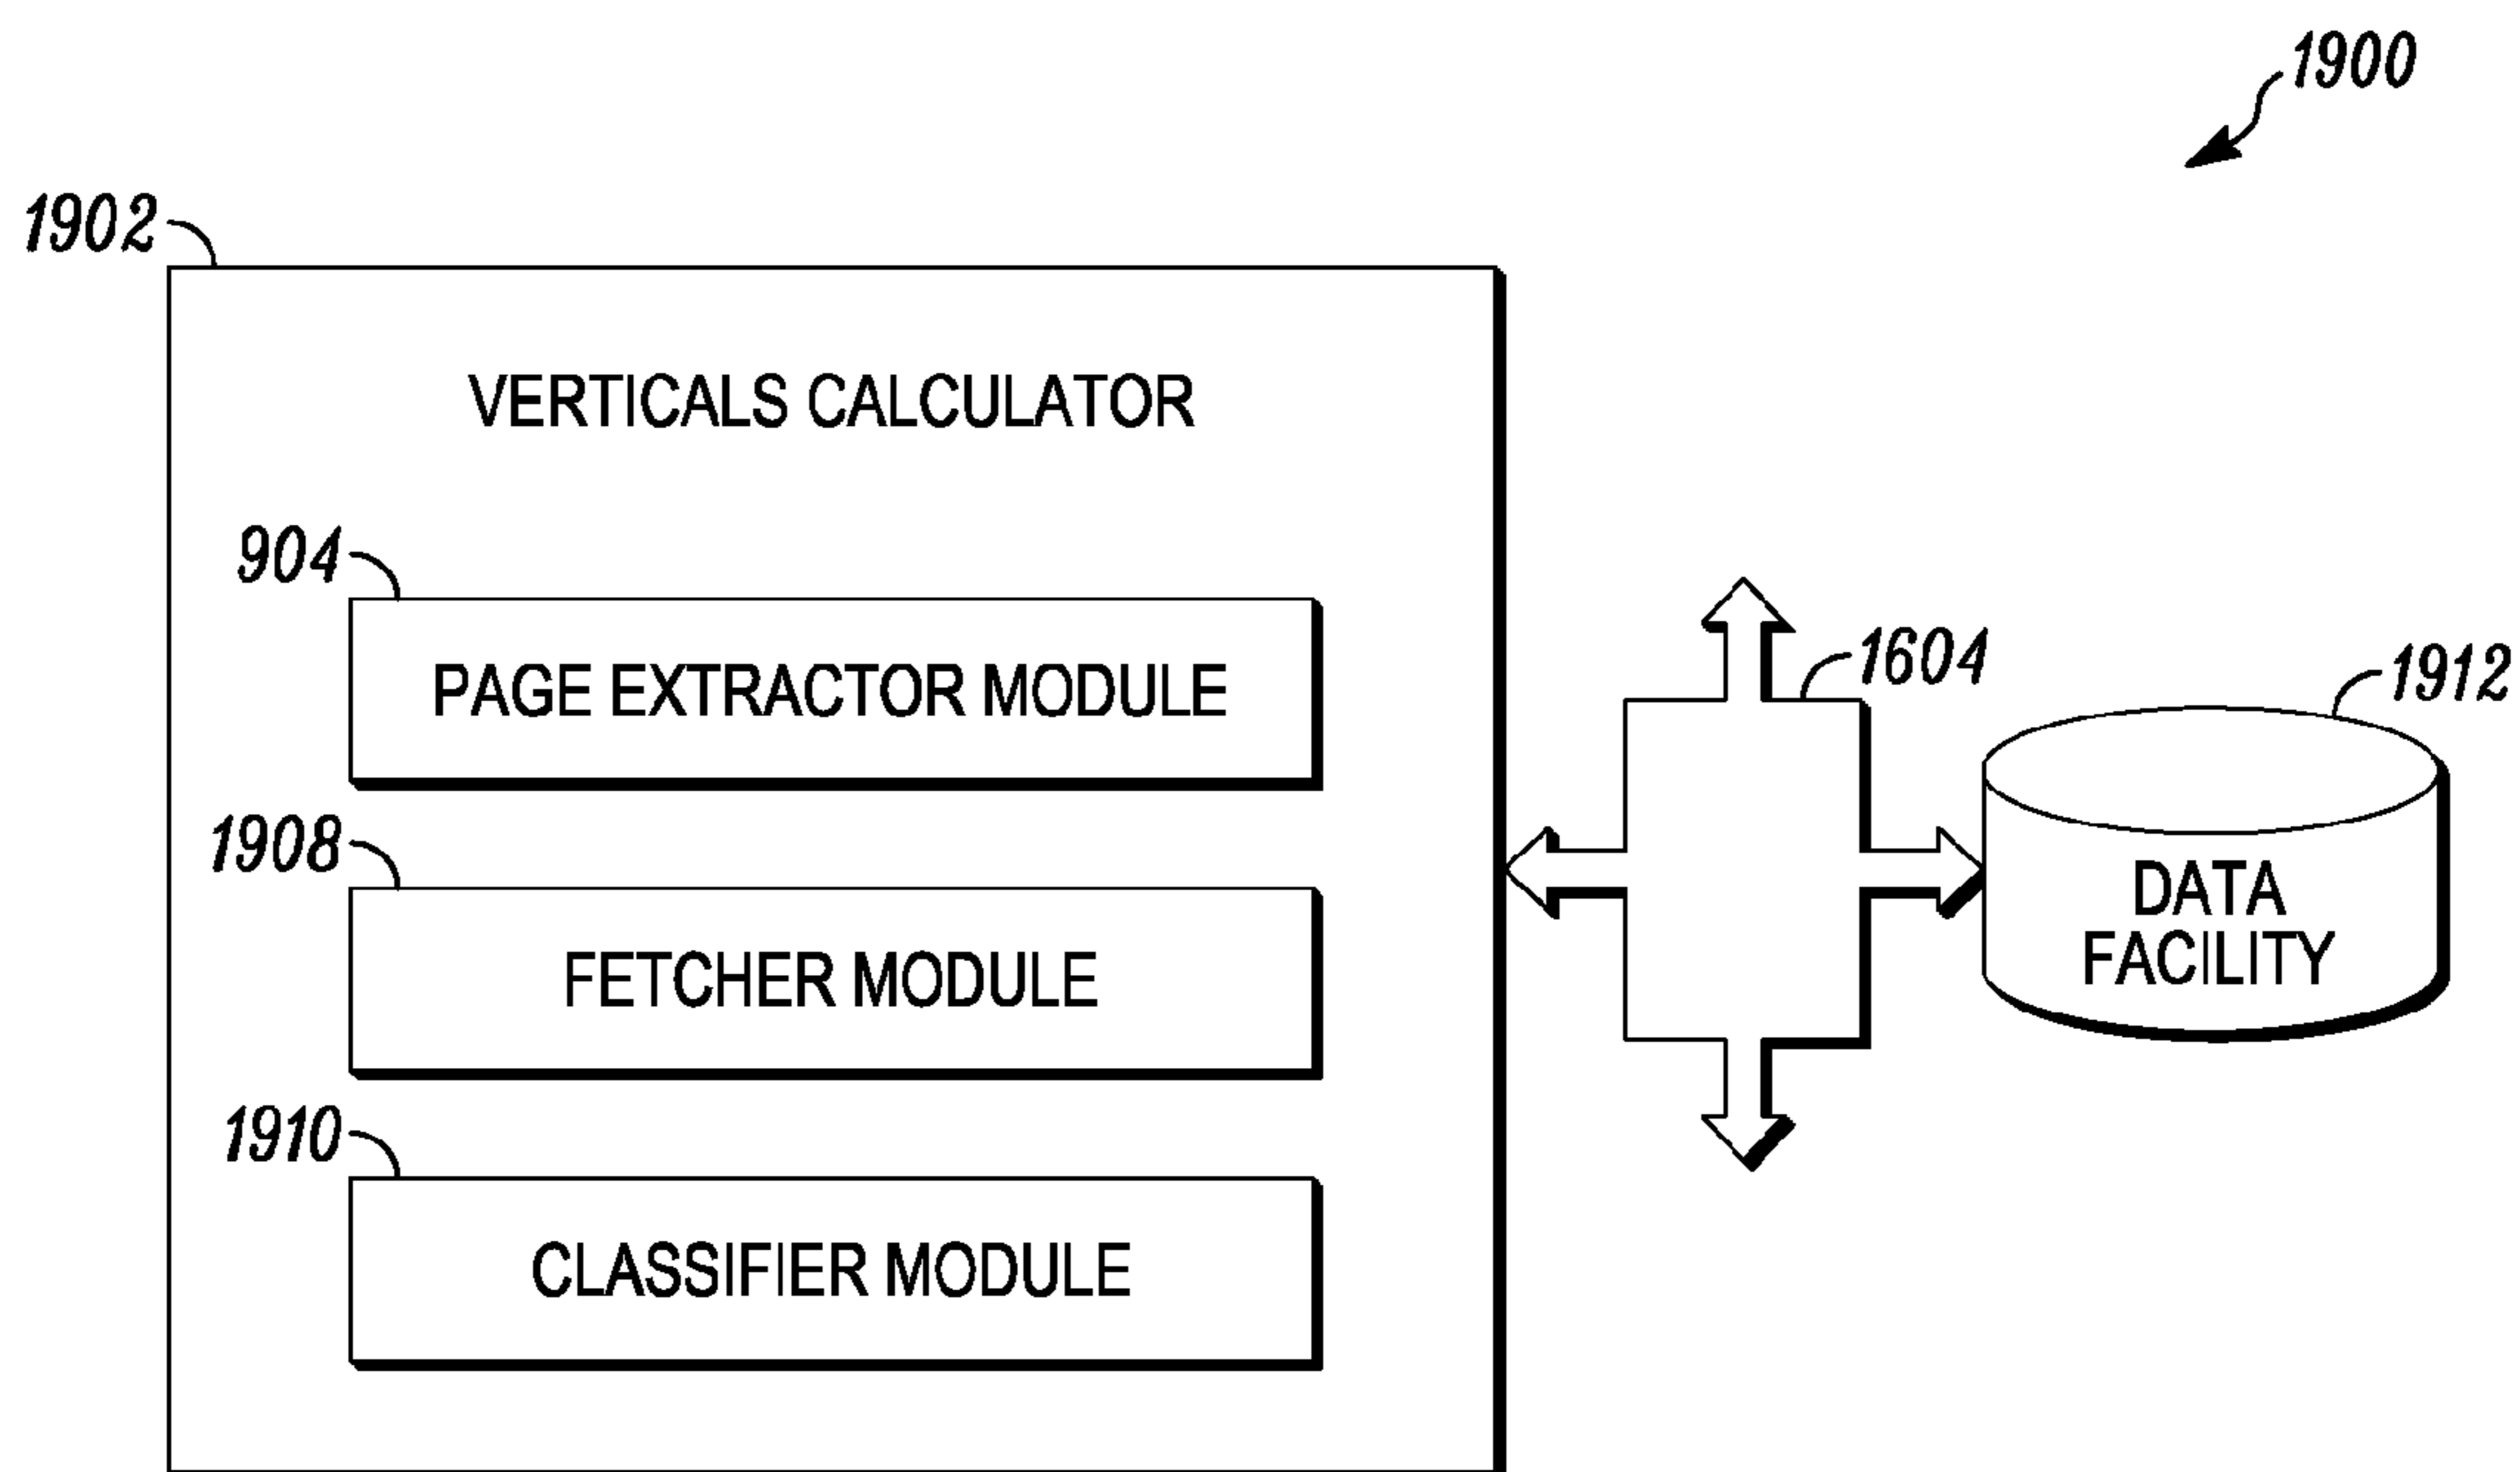 1900
1902
VERTICALS CALCULATOR
904
PAGE EXTRACTOR MODULE
1604
1912
1908
DATA
FACILITY
FETCHER MODULE
1910
CLASSIFIER MODULE